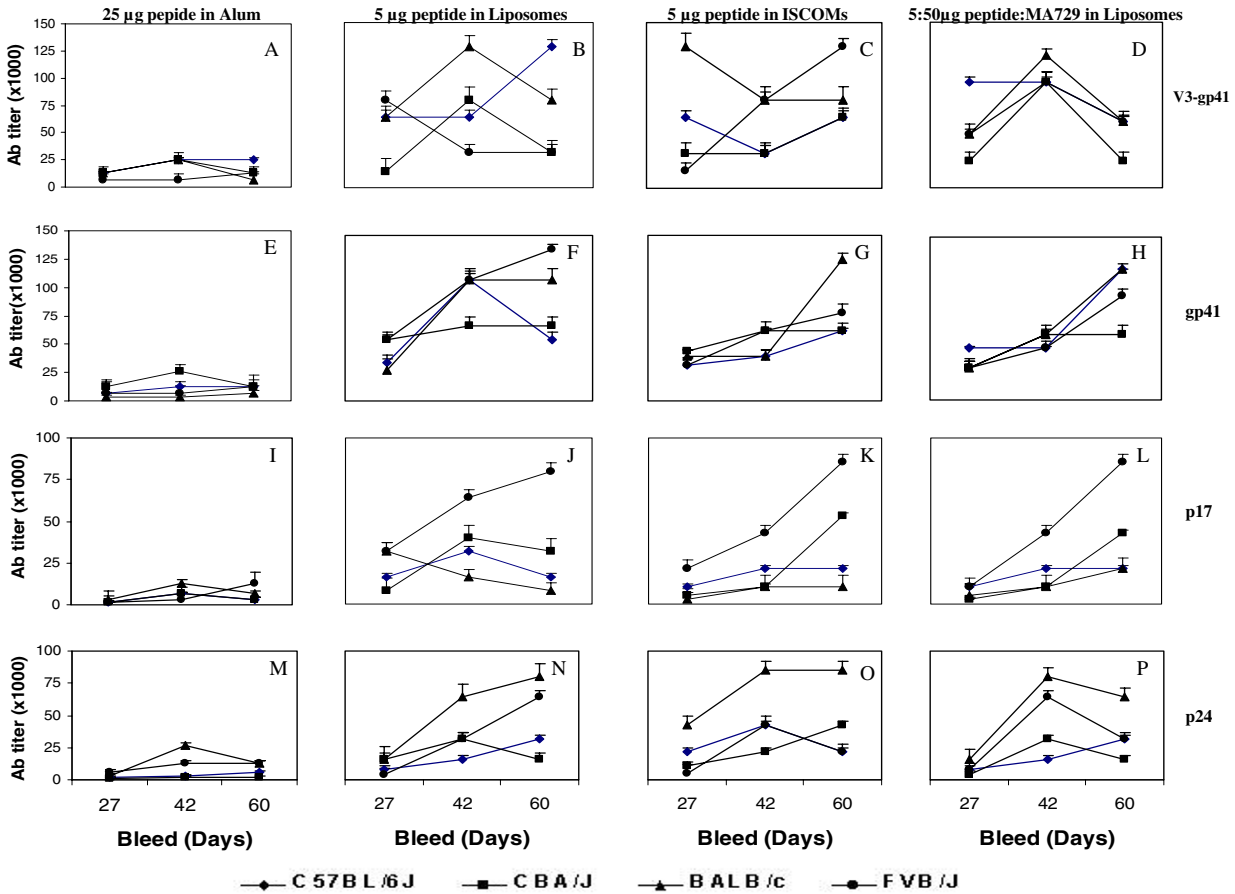 25 µg pepide in Alum
5 µg peptide in Liposomes
5 µg peptide in ISCOMs
5:50µg peptide:MA729 in Liposomes
Ab titer (x1000)
150
125
100
75
50
25
0
A
B
C
D
V3-gp41
Ab titer(x1000)
150
125
100
75
50
25
0
E
F
G
H
gp41
Ab titer (x1000)
100
75
50
25
0
I
J
K
L
p17
Ab titer (x1000)
100
75
50
25
0
M
N
O
P
p24
27 42 60
27 42 60
27 42 60
27 42 60
Bleed (Days)
Bleed (Days)
Bleed (Days)
Bleed (Days)
C57BL/6J
CBA/J
BALB/c
FVB/J